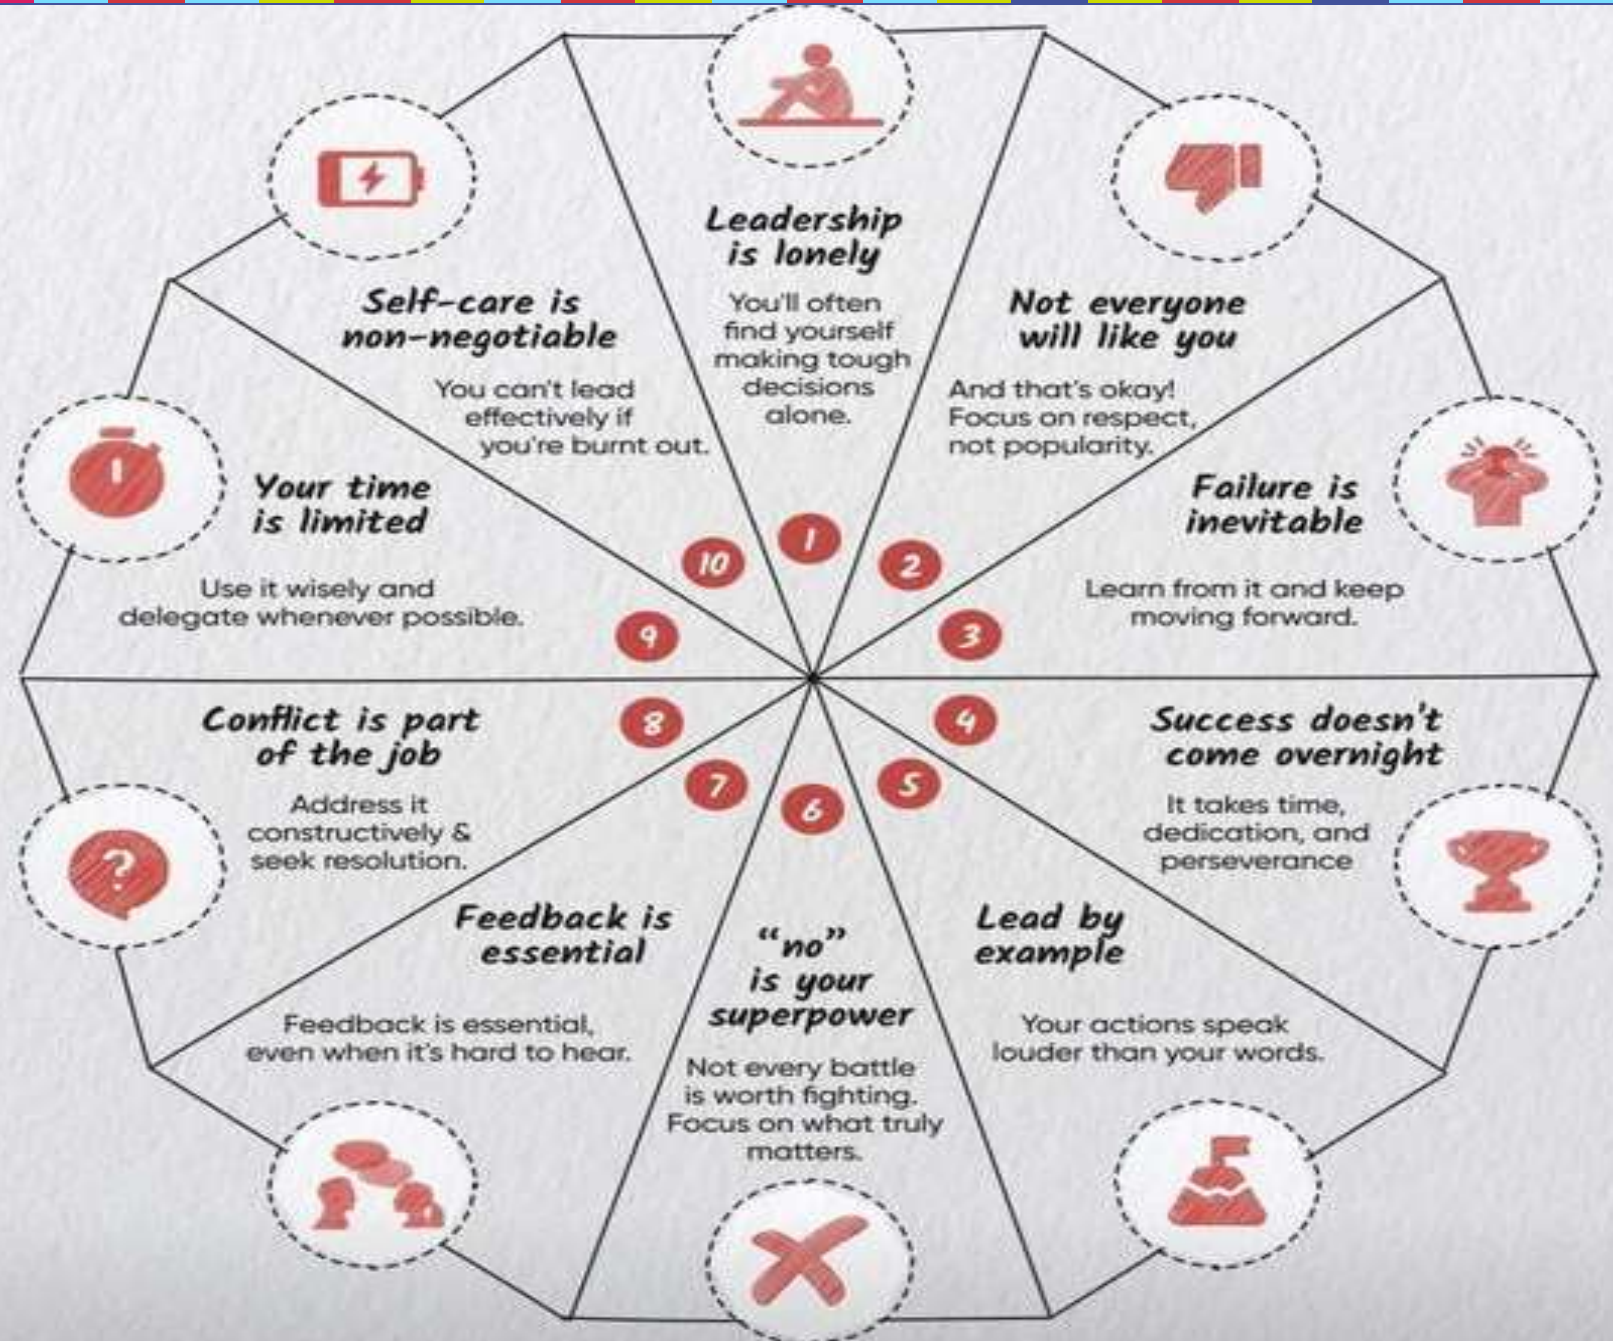 Leadership
is lonely
You'll often
find yourself
making tough
decisions
alone.
1
Not everyone
will like you
And that's okay!
Focus on respect,
not popularity.
2
Failure is
inevitable
Learn from it and keep
moving forward.
3
Success doesn't
come overnight
It takes time,
dedication, and
perseverance
4
Lead by
example
Your actions speak
louder than your words.
5
“no”
is your
superpower
Not every battle
is worth fighting.
Focus on what truly
matters.
6
Feedback is
essential
Feedback is essential,
even when it's hard to hear.
7
Conflict is part
of the job
Address it
constructively &
seek resolution.
8
?
Your time
is limited
Use it wisely and
delegate whenever possible.
9
Self-care is
non-negotiable
You can't lead
effectively if
you're burnt out.
10